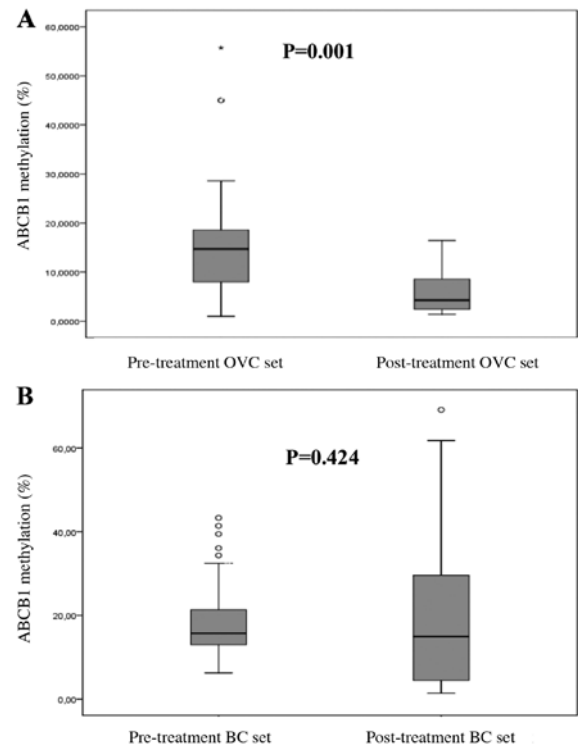 A
P=0.001
ABCB1 methylation (%)
60,0000
50,0000
40,0000
30,0000
20,0000
10,0000
0,0000
Pre-treatment OVC set
Post-treatment OVC set
B
P=0.424
ABCB1 methylation (%)
60,00
40,00
20,00
0,00
Pre-treatment BC set
Post-treatment BC set